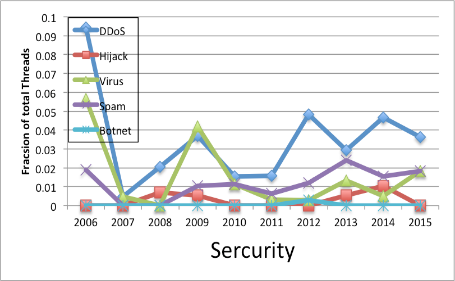 0.1
0.09
0.08
0.07
0.06
0.05
0.04
0.03
0.02
0.01
0
Fracsion of total Threads
DDoS
Hijack
Virus
Spam
Botnet
2006 2007 2008 2009 2010 2011 2012 2013 2014 2015
Sercurity